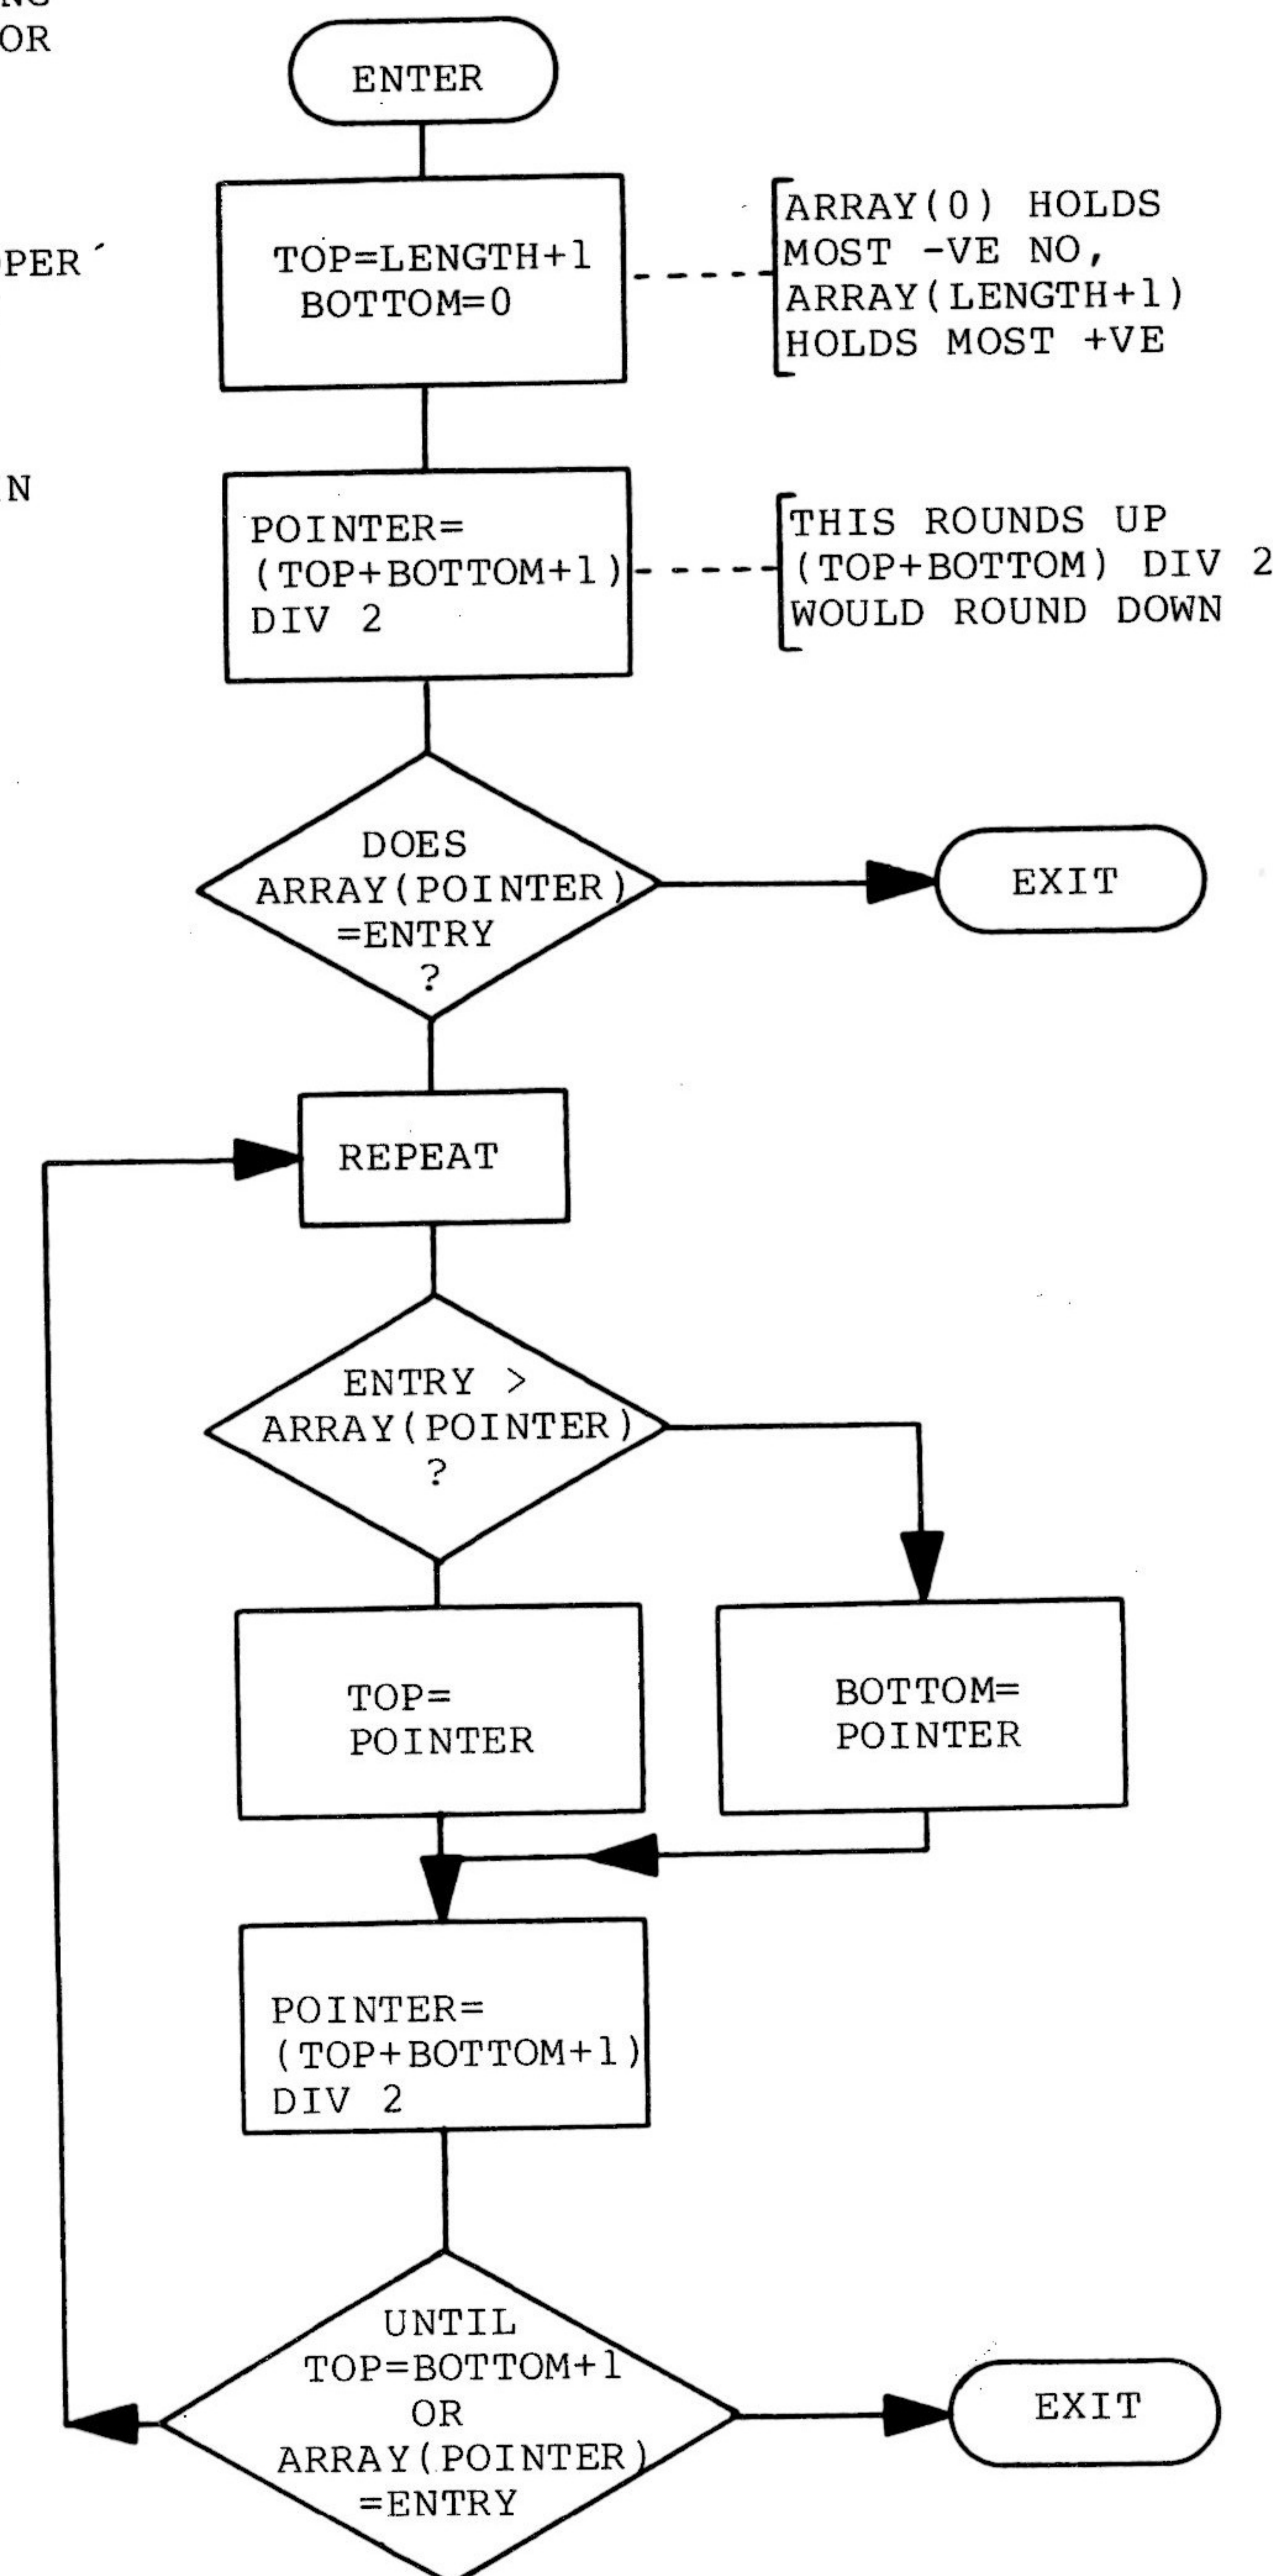 OR
ENTER
TOP=LENGTH+1
BOTTOM=0
ARRAY(0) HOLDS
MOST -VE NO,
ARRAY(LENGTH+1)
HOLDS MOST +VE
POINTER=
(TOP+BOTTOM+1)
DIV 2
THIS ROUNDS UP
(TOP+BOTTOM) DIV 2
WOULD ROUND DOWN
DOES
ARRAY(POINTER)
=ENTRY
?
EXIT
REPEAT
ENTRY >
ARRAY(POINTER)
?
TOP=
POINTER
BOTTOM=
POINTER
POINTER=
(TOP+BOTTOM+1)
DIV 2
UNTIL
TOP=BOTTOM+1
OR
ARRAY(POINTER)
=ENTRY
EXIT